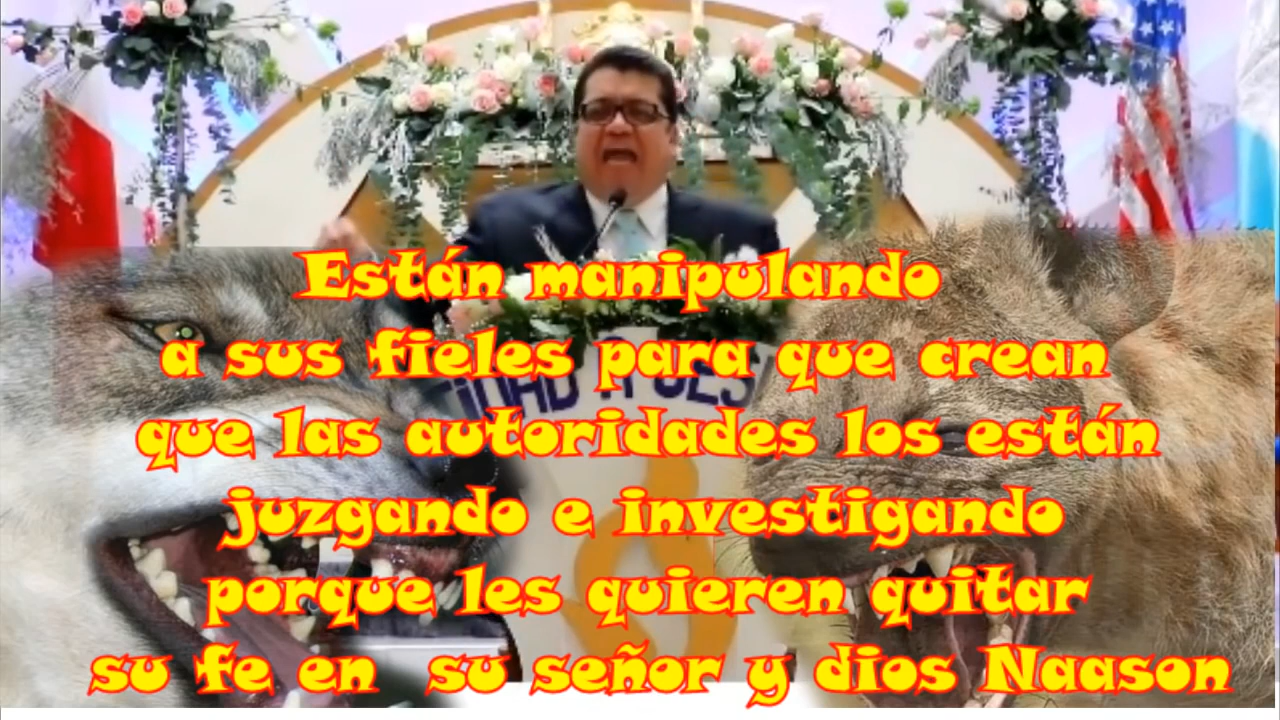 Están manipulando
a sus fieles para que crean
que las autoridades los están
juzgando e investigando
porque les quieren quitar
su fe en su señor y dios Naason